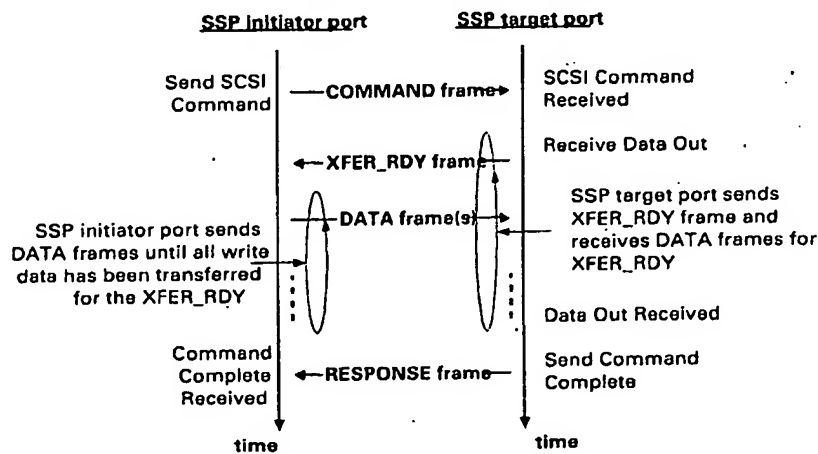 SSP initiator port
SSP target port
Send SCSI
Command
COMMAND frame
SCSI Command
Received
XFER_RDY frame
Receive Data Out
DATA frame(s)
SSP initiator port sends
DATA frames until all write
data has been transferred
for the XFER_RDY
SSP target port sends
XFER_RDY frame and
receives DATA frames for
XFER_RDY
Data Out Received
Command
Complete
Received
RESPONSE frame
Send Command
Complete
time
time